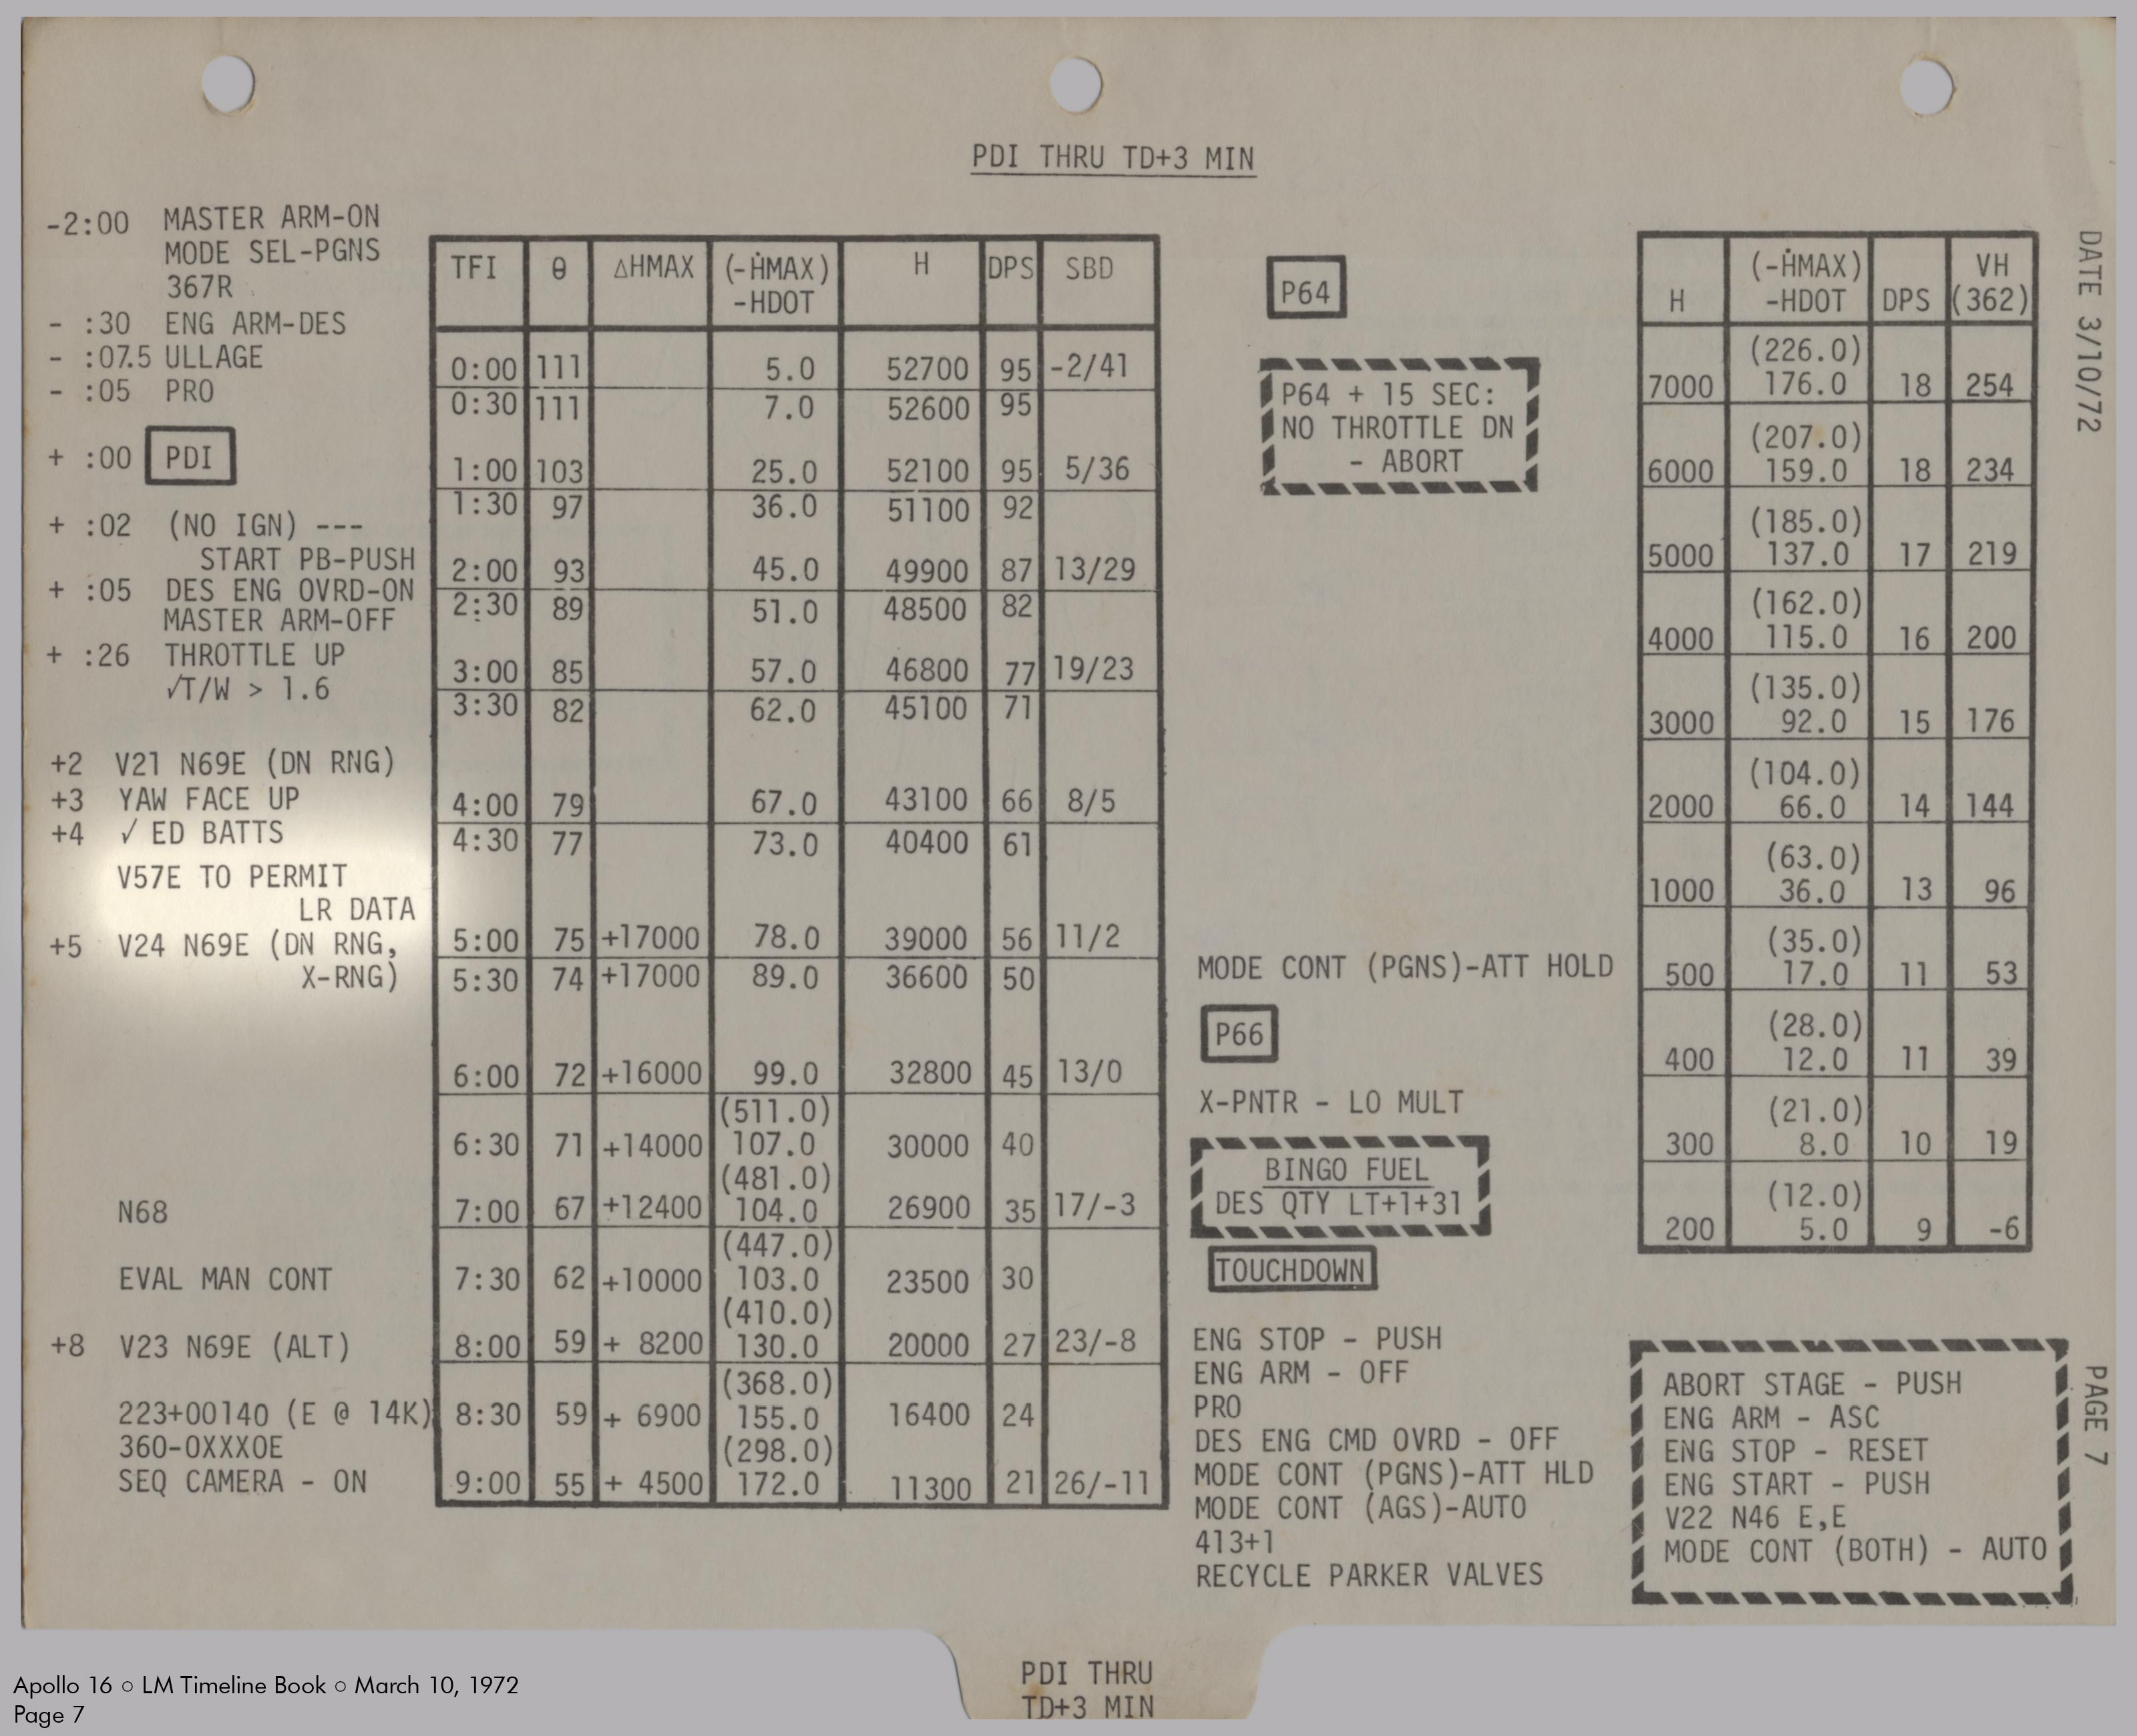 PDI THRU TD+3 MIN
-2:00 MASTER ARM-ON
MODE SEL-PGNS
367R
- :30 ENG ARM-DES
- :07.5 ULLAGE
- :05 PRO
+ :00 PDI
+ :02 (NO IGN) ---
START PB-PUSH
+ :05 DES ENG OVRD-ON
MASTER ARM-OFF
+ :26 THROTTLE UP
√T/W > 1.6
+2 V21 N69E (DN RNG)
+3 YAW FACE UP
+4 √ ED BATTS
V57E TO PERMIT
LR DATA
+5 V24 N69E (DN RNG,
X-RNG)
N68
EVAL MAN CONT
+8 V23 N69E (ALT)
223+00140 (E @ 14K)
360-0XXX0E
SEQ CAMERA - ON
TFI θ ΔHMAX (-ḢMAX) H DPS SBD
-HDOT
0:00 111 5.0 52700 95 -2/41
0:30 111 7.0 52600 95
1:00 103 25.0 52100 95 5/36
1:30 97 36.0 51100 92
2:00 93 45.0 49900 87 13/29
2:30 89 51.0 48500 82
3:00 85 57.0 46800 77 19/23
3:30 82 62.0 45100 71
4:00 79 67.0 43100 66 8/5
4:30 77 73.0 40400 61
5:00 75 +17000 78.0 39000 56 11/2
5:30 74 +17000 89.0 36600 50
6:00 72 +16000 99.0 32800 45 13/0
(511.0)
6:30 71 +14000 107.0 30000 40
(481.0)
7:00 67 +12400 104.0 26900 35 17/-3
(447.0)
7:30 62 +10000 103.0 23500 30
(410.0)
8:00 59 + 8200 130.0 20000 27 23/-8
(368.0)
8:30 59 + 6900 155.0 16400 24
(298.0)
9:00 55 + 4500 172.0 11300 21 26/-11
P64
P64 + 15 SEC:
NO THROTTLE DN
- ABORT
MODE CONT (PGNS)-ATT HOLD
P66
X-PNTR - LO MULT
BINGO FUEL
DES QTY LT+1+31
TOUCHDOWN
ENG STOP - PUSH
ENG ARM - OFF
PRO
DES ENG CMD OVRD - OFF
MODE CONT (PGNS)-ATT HLD
MODE CONT (AGS)-AUTO
413+1
RECYCLE PARKER VALVES
(-ḢMAX) VH
H -HDOT DPS (362)
(226.0)
7000 176.0 18 254
(207.0)
6000 159.0 18 234
(185.0)
5000 137.0 17 219
(162.0)
4000 115.0 16 200
(135.0)
3000 92.0 15 176
(104.0)
2000 66.0 14 144
(63.0)
1000 36.0 13 96
(35.0)
500 17.0 11 53
(28.0)
400 12.0 11 39
(21.0)
300 8.0 10 19
(12.0)
200 5.0 9 -6
ABORT STAGE - PUSH
ENG ARM - ASC
ENG STOP - RESET
ENG START - PUSH
V22 N46 E,E
MODE CONT (BOTH) - AUTO
DATE 3/10/72
PAGE 7
PDI THRU
TD+3 MIN
Apollo 16 ○ LM Timeline Book ○ March 10, 1972
Page 7